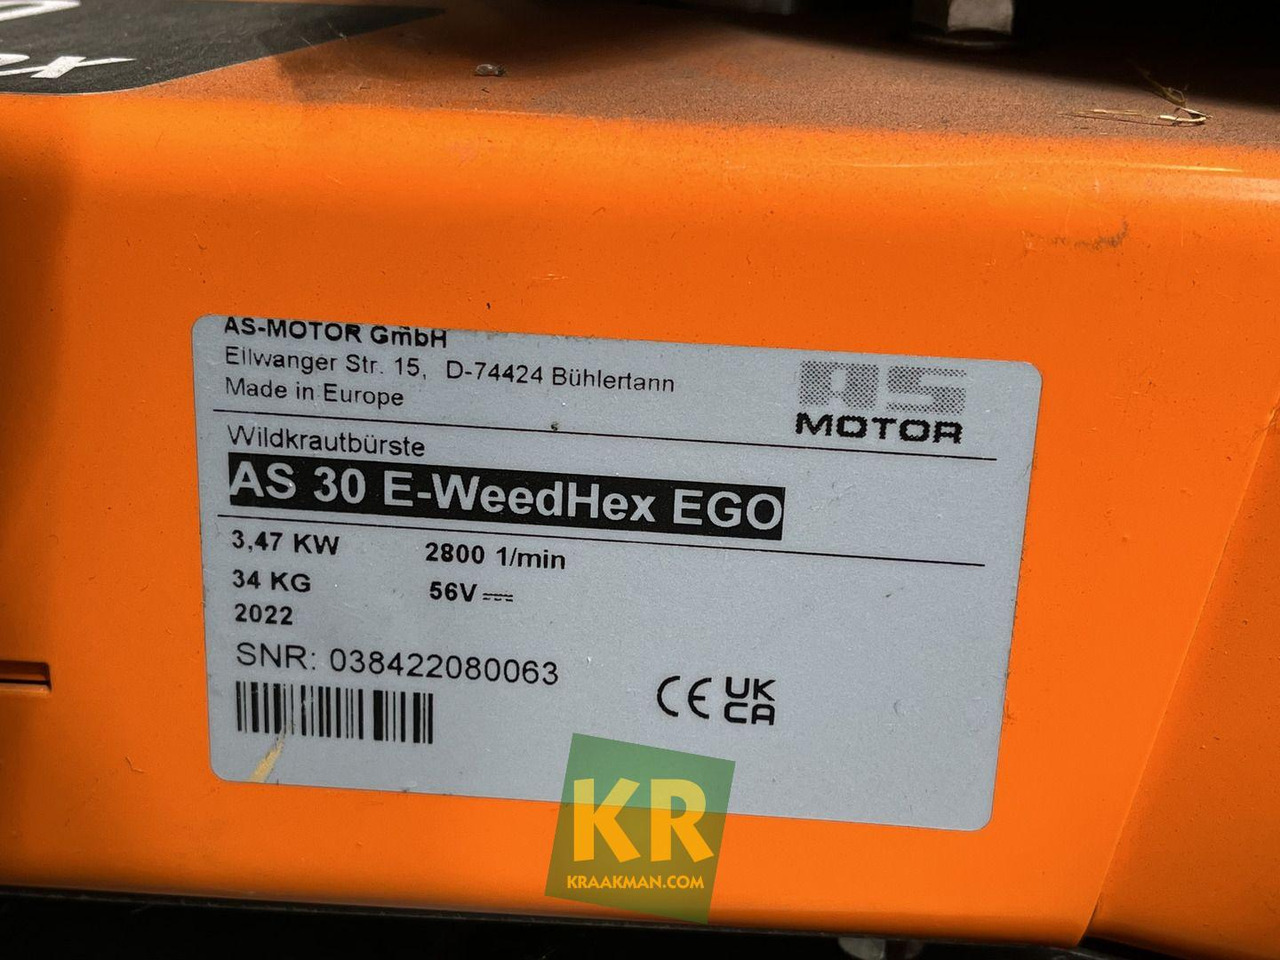 AS-MOTOR GmbH
Ellwanger Str. 15, D-74424 Bühlertann
Made in Europe
AS
MOTOR
Wildkrautbürste
AS 30 E-WeedHex EGO
3,47 KW 2800 1/min
34 KG 56V
2022
SNR: 038422080063
CE UK
CA
KR
KRAAKMAN.COM